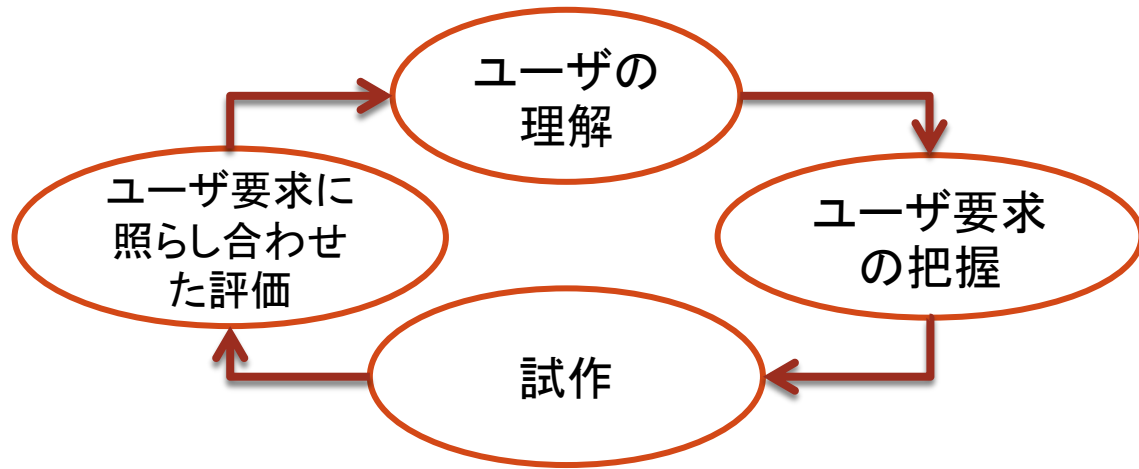 ユーザの
理解
ユーザ要求
の把握
試作
ユーザ要求に
照らし合わせ
た評価